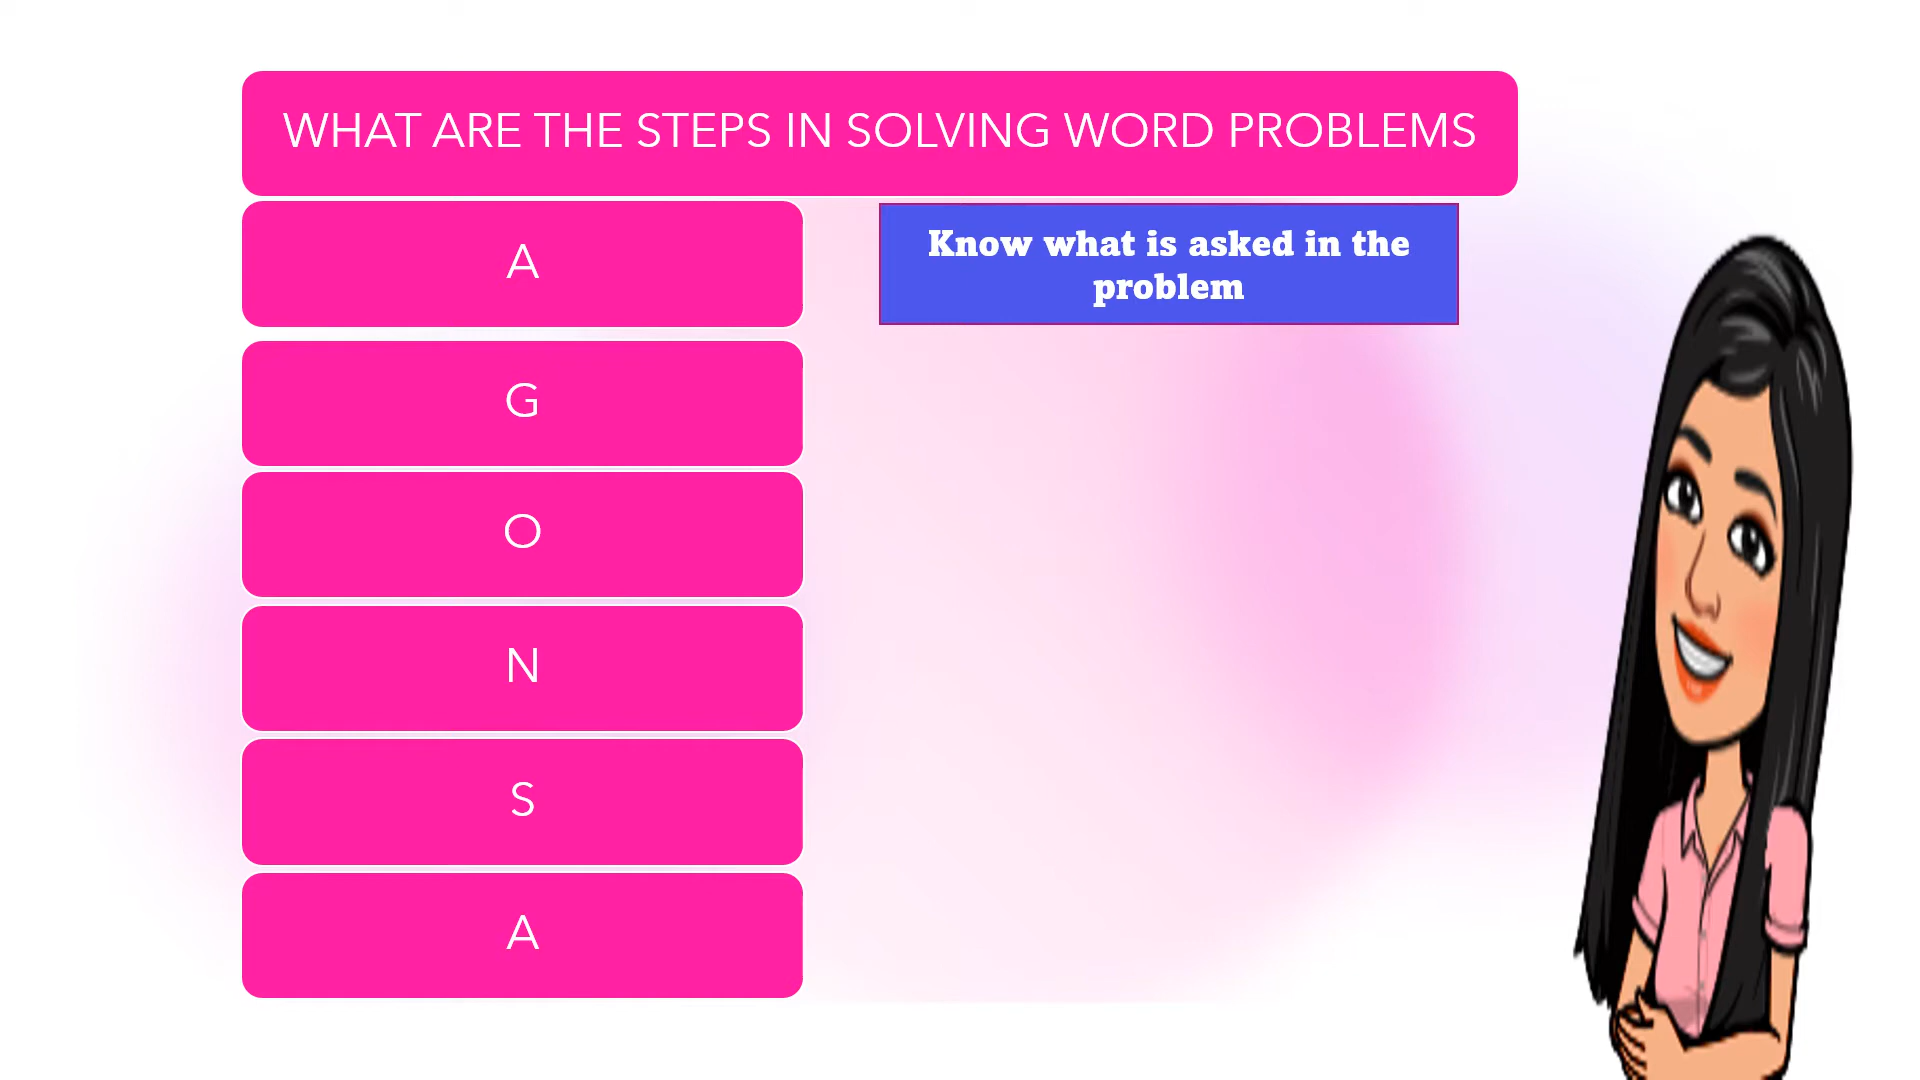 WHAT ARE THE STEPS IN SOLVING WORD PROBLEMS
A
Know what is asked in the
problem
G
O
N
S
A